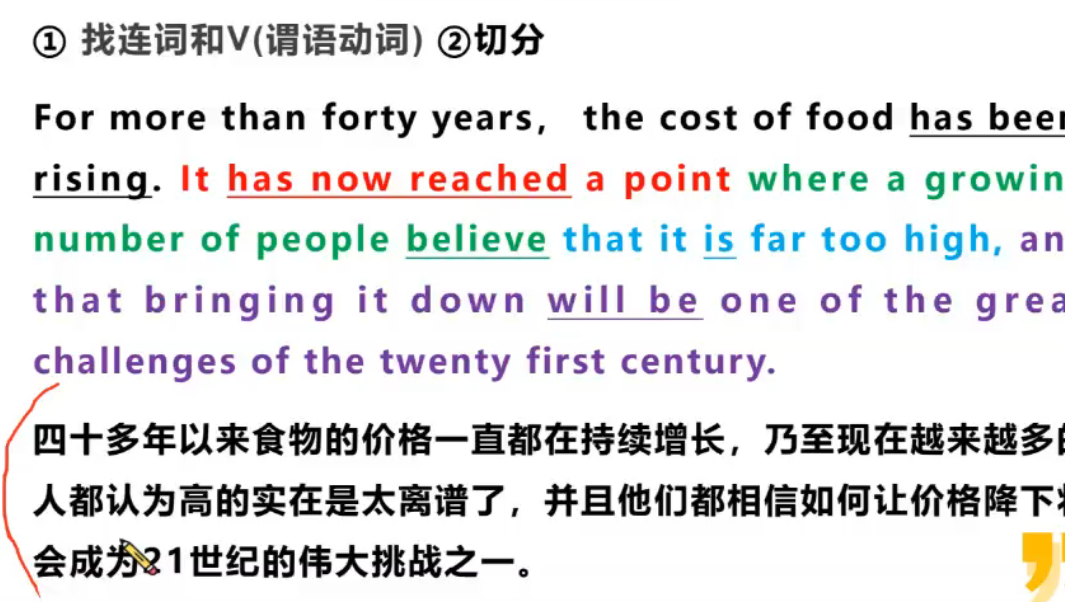 ① 找连词和V(谓语动词) ②切分
For more than forty years, the cost of food has been
rising. It has now reached a point where a growin
number of people believe that it is far too high, an
that bringing it down will be one of the grea
challenges of the twenty first century.
四十多年以来食物的价格一直都在持续增长，乃至现在越来越多的
人都认为高的实在是太离谱了，并且他们都相信如何让价格降下将
会成为21世纪的伟大挑战之一。